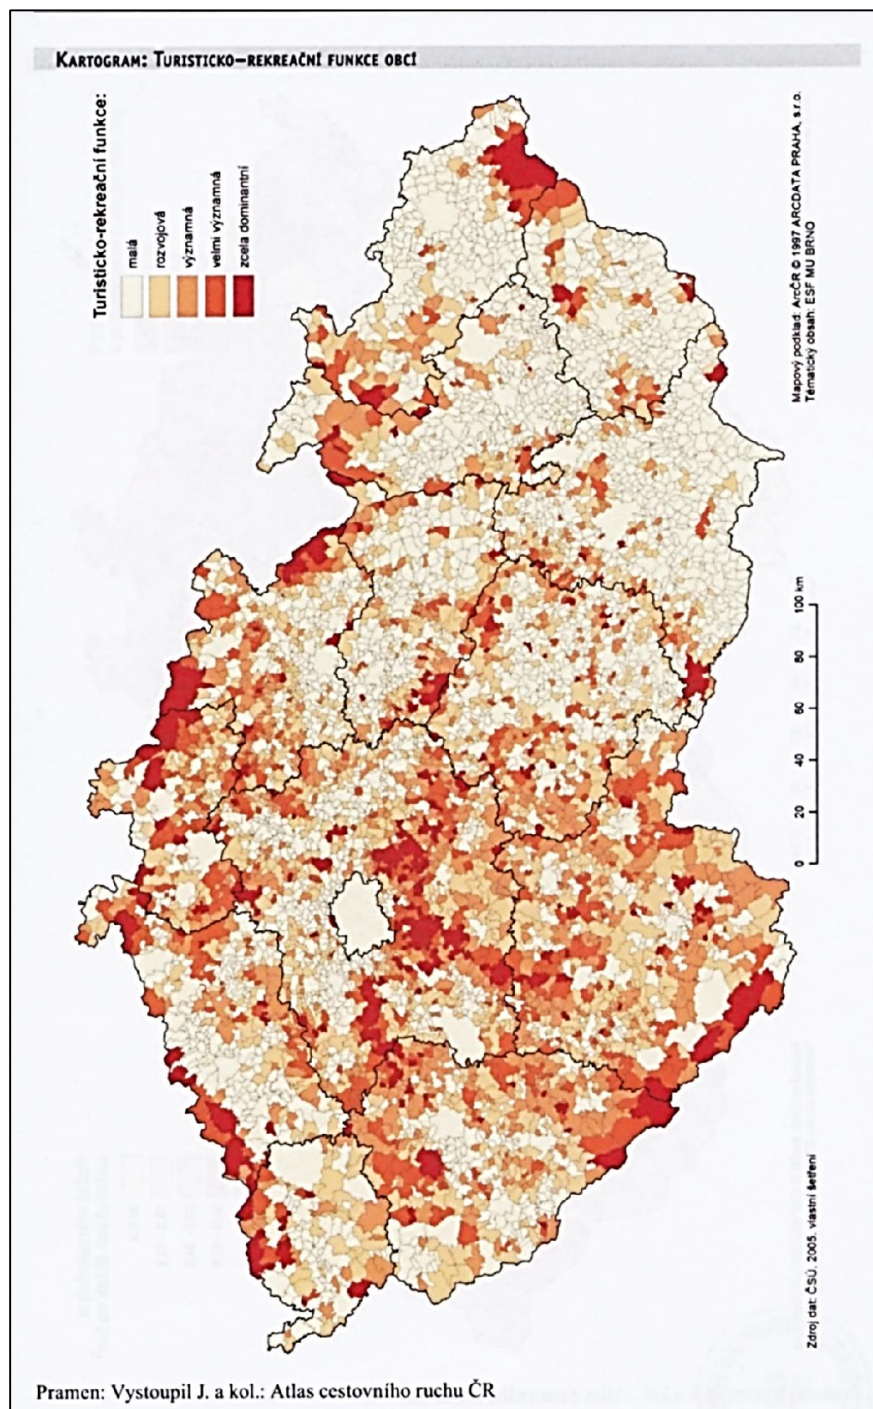 KARTOGRAM: TURISTICKO–REKREAČNÍ FUNKCE OBCÍ
Turisticko-rekreační funkce:
malá
rozvojová
významná
velmi významná
zcela dominantní
Mapový podklad: ArcČR © 1997 ARCDATA PRAHA, s.r.o.
Tématický obsah: ESF MU BRNO
0 20 40 60 80 100 km
Zdroj dat: ČSÚ, 2005, vlastní šetření
Pramen: Vystoupil J. a kol.: Atlas cestovního ruchu ČR